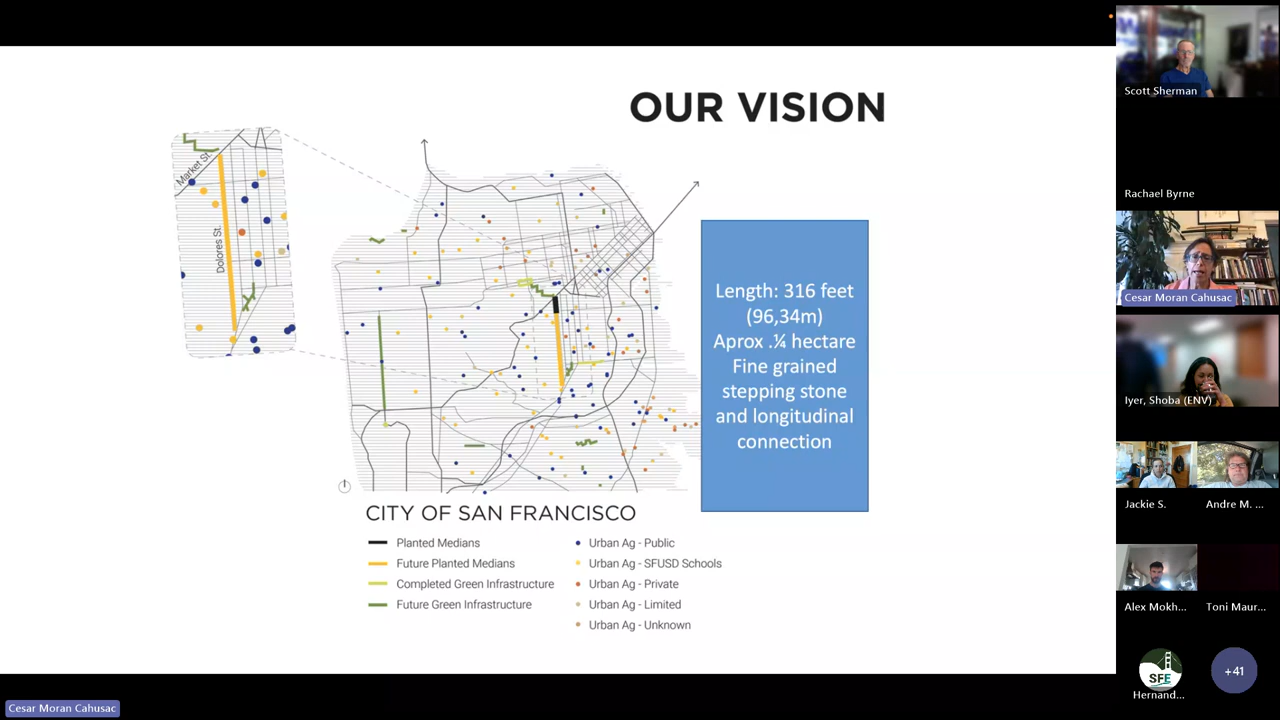 OUR VISION
Market St.
Dolores St.
Length: 316 feet
(96,34m)
Aprox .¼ hectare
Fine grained
stepping stone
and longitudinal
connection
CITY OF SAN FRANCISCO
Planted Medians
Future Planted Medians
Completed Green Infrastructure
Future Green Infrastructure
Urban Ag - Public
Urban Ag - SFUSD Schools
Urban Ag - Private
Urban Ag - Limited
Urban Ag - Unknown
Cesar Moran Cahusac
Scott Sherman
Rachael Byrne
Cesar Moran Cahusac
Iyer, Shoba (ENV)
Jackie S.
Andre M. ...
Alex Mokh...
Toni Maur...
SFE
Hernand...
+41